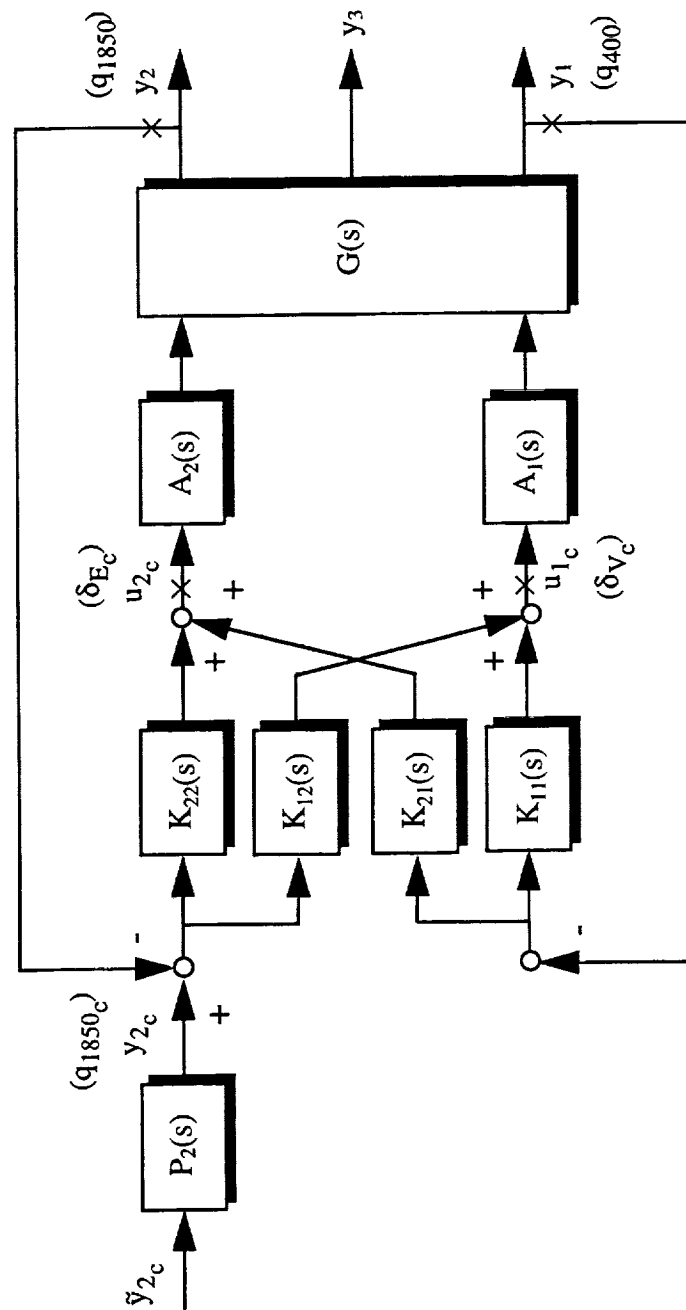 ỹ2c
P2(s)
(q1850c)
y2c
+
-
K22(s)
K12(s)
K21(s)
K11(s)
-
+
+
+
+
(δEc)
u2c
u1c
(δVc)
A2(s)
A1(s)
G(s)
(q1850)
y2
y3
y1
(q400)